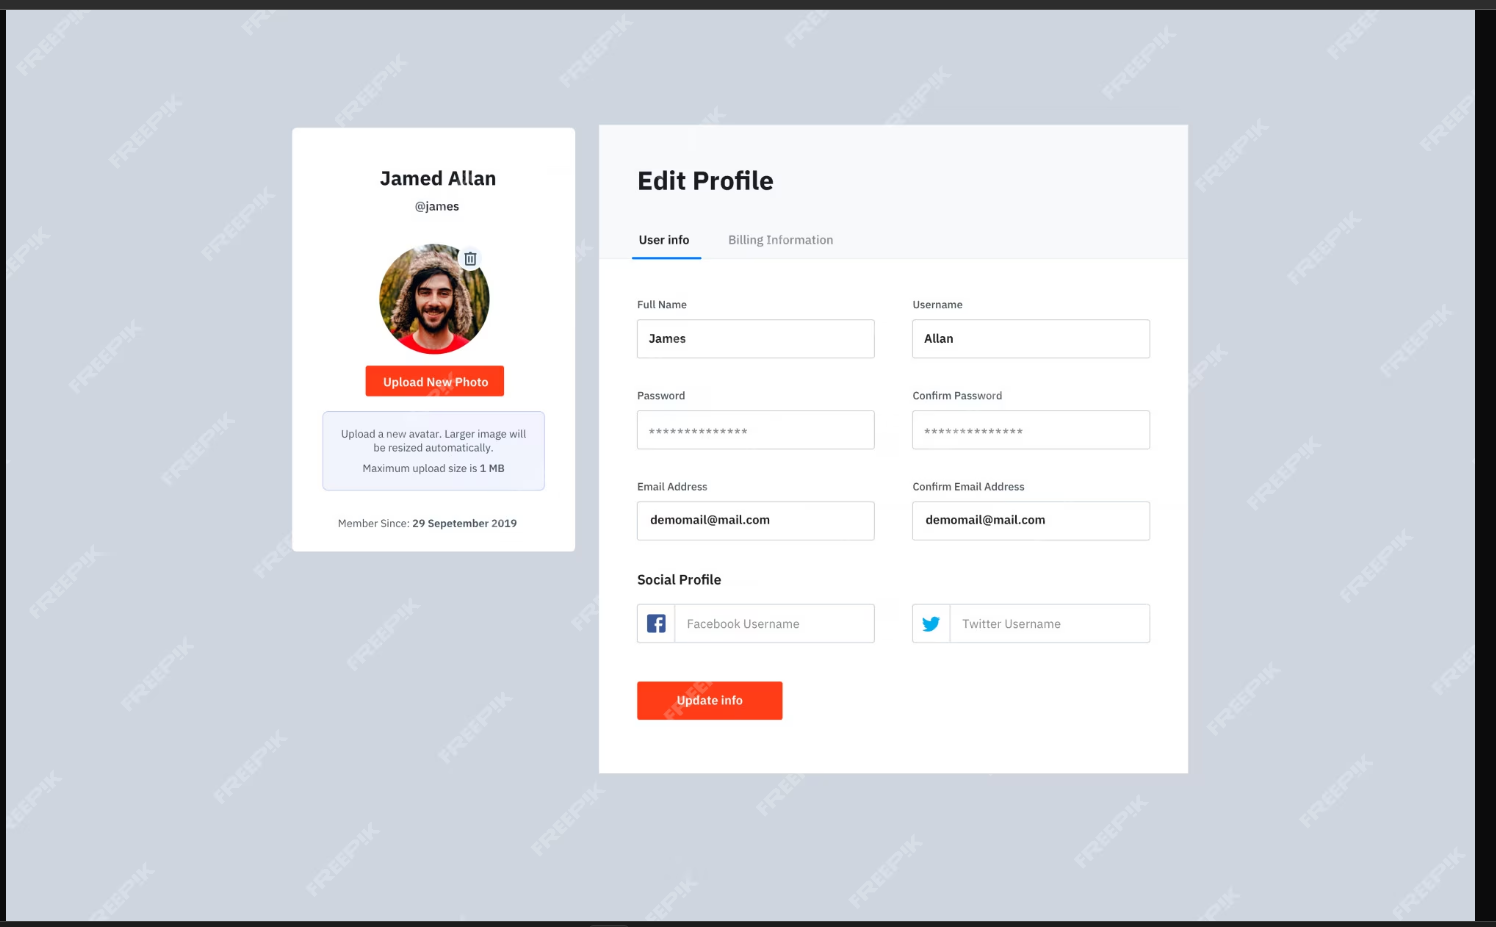 Jamed Allan
@james
Upload New Photo
Upload a new avatar. Larger image will
be resized automatically.
Maximum upload size is 1 MB
Member Since: 29 Sepetember 2019
Edit Profile
User info
Billing Information
Full Name
Username
James
Allan
Password
Confirm Password
**************
**************
Email Address
Confirm Email Address
demomail@mail.com
demomail@mail.com
Social Profile
Facebook Username
Twitter Username
Update info
FREEPIK